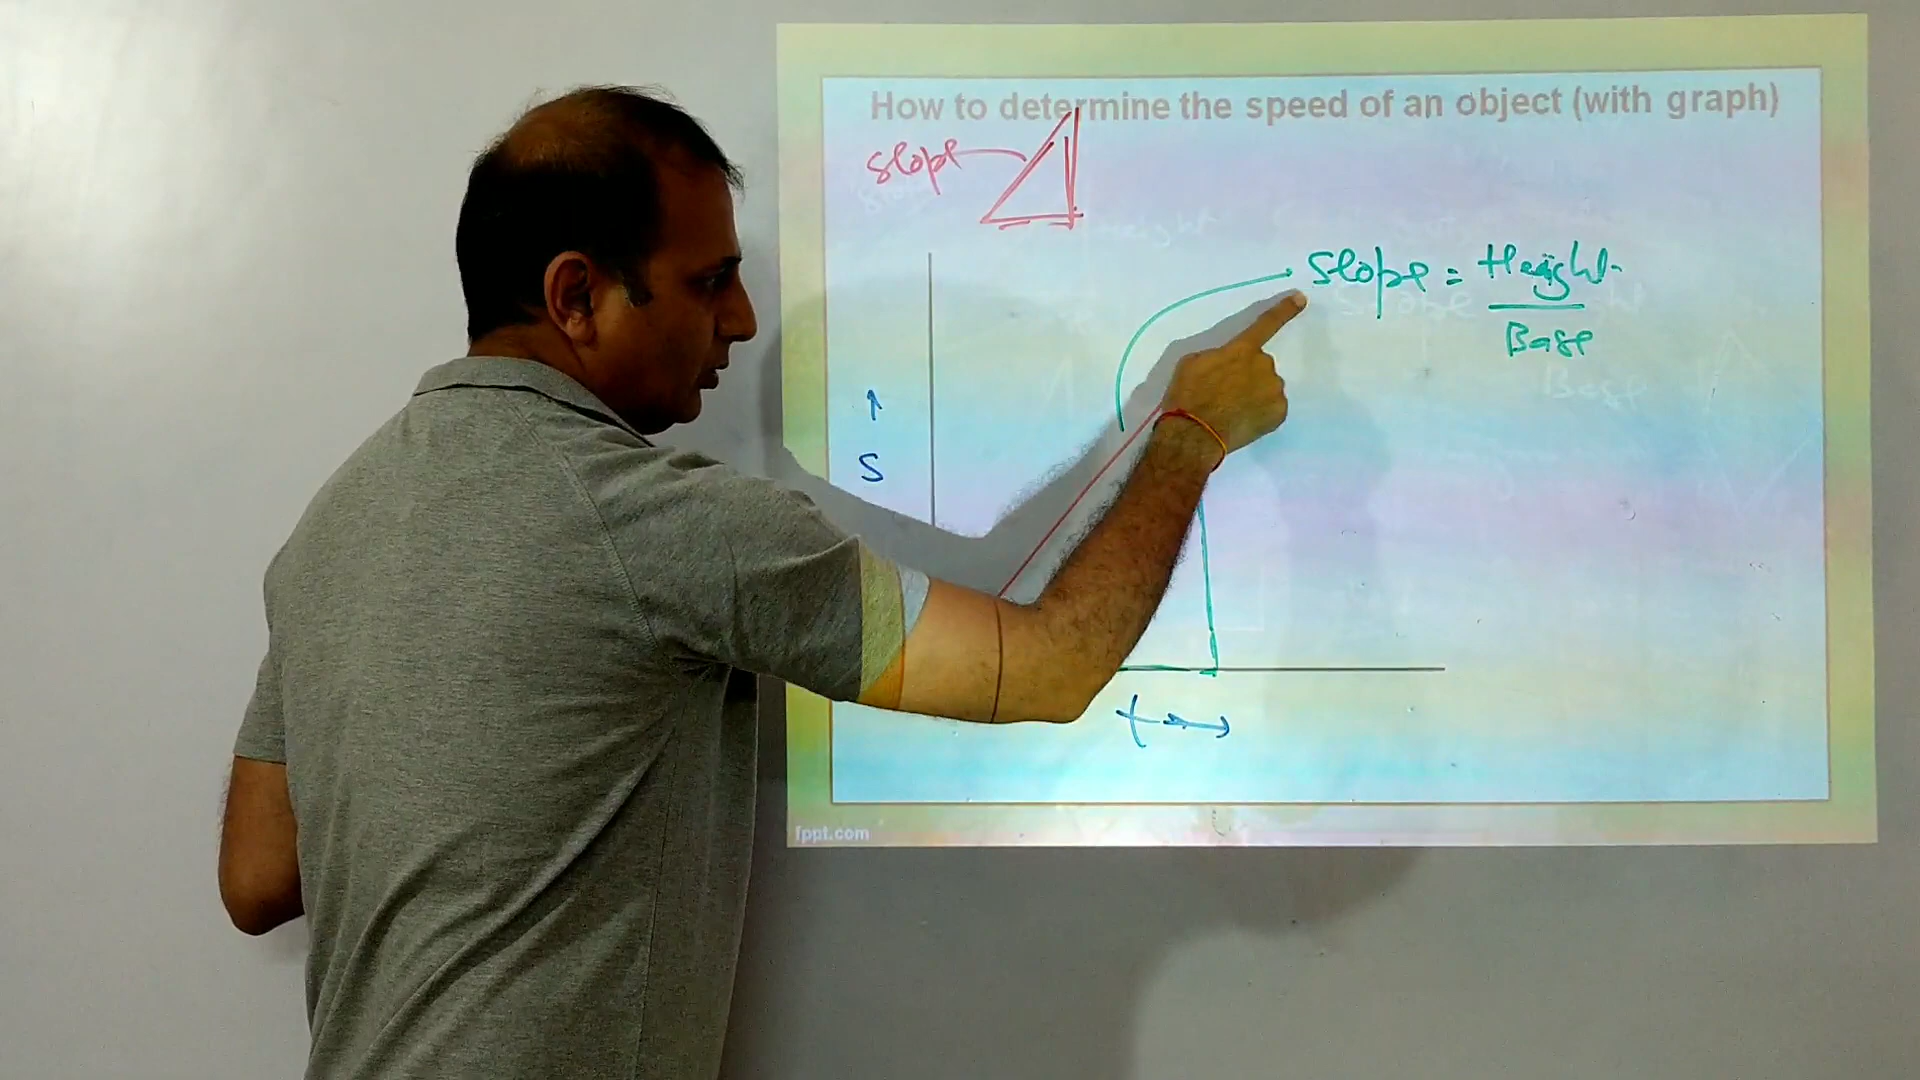 How to determine the speed of an object (with graph)
slope
Slope = Height
Base
↑
S
t →
fppt.com